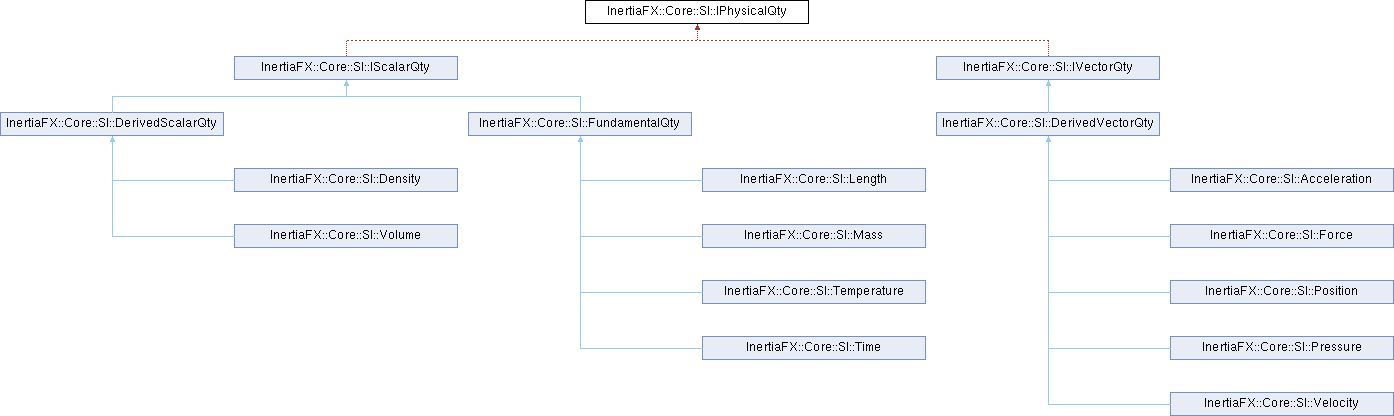 InertiaFX::Core::SI::IPhysicalQty
InertiaFX::Core::SI::IScalarQty
InertiaFX::Core::SI::IVectorQty
InertiaFX::Core::SI::DerivedScalarQty
InertiaFX::Core::SI::FundamentalQty
InertiaFX::Core::SI::DerivedVectorQty
InertiaFX::Core::SI::Density
InertiaFX::Core::SI::Length
InertiaFX::Core::SI::Acceleration
InertiaFX::Core::SI::Volume
InertiaFX::Core::SI::Mass
InertiaFX::Core::SI::Force
InertiaFX::Core::SI::Temperature
InertiaFX::Core::SI::Position
InertiaFX::Core::SI::Time
InertiaFX::Core::SI::Pressure
InertiaFX::Core::SI::Velocity